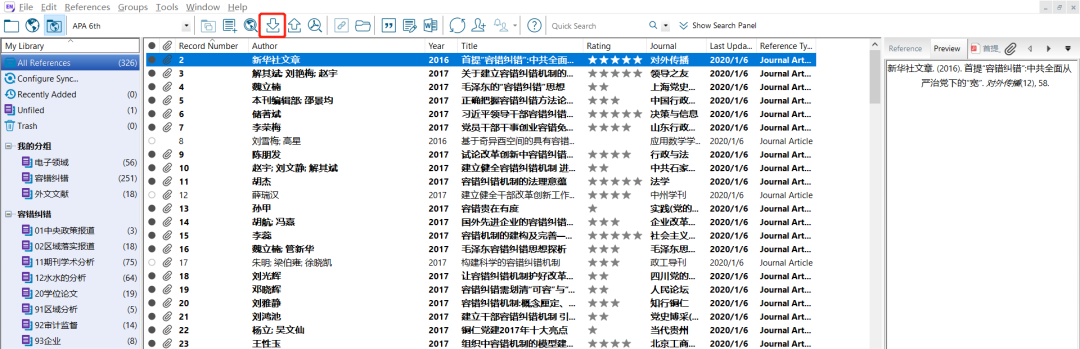 File Edit References Groups Tools Window Help
APA 6th Quick Search Show Search Panel
My Library
All References (326)
Configure Sync...
Recently Added (0)
Unfiled (1)
Trash (0)
我的分组
电子领域 (56)
容错纠错 (251)
外文文献 (18)
容错纠错
01中央政策报道 (3)
02区域落实报道 (18)
11期刊学术分析 (75)
12水水的分析 (64)
20学位论文 (19)
91区域分析 (5)
92审计监督 (14)
93企业 (8)
Record Number Author Year Title Rating Journal Last Upda... Reference Ty...
2 新华社文章 2016 首提"容错纠错":中共全面... ★★★★★ 对外传播 2020/1/6 Journal Art...
3 解其斌; 刘艳梅; 赵宇 2017 关于建立容错纠错机制的... ★★★★★ 领导之友 2020/1/6 Journal Art...
4 魏立楠 2017 毛泽东的"容错纠错"思想 ★★ 上海党史... 2020/1/6 Journal Art...
5 本刊编辑部; 邵景均 2017 正确把握容错纠错方法论... ★★★ 中国行政... 2020/1/6 Journal Art...
6 储著斌 2017 习近平领导干部容错纠错... ★★★★★ 决策与信息 2020/1/6 Journal Art...
7 李荣梅 2017 党员干部干事创业容错免... ★★★★ 山东行政... 2020/1/6 Journal Art...
8 刘雪梅; 高星 2016 基于奇异酉空间的具有容错... 应用数学学... 2020/1/6 Journal Article
9 陈朋发 2017 试论改革创新中容错纠错... ★★★★ 行政与法 2020/1/6 Journal Art...
10 赵宇; 刘文静; 解其斌 2017 建立健全容错纠错机制 进... ★★ 中共石家... 2020/1/6 Journal Art...
11 胡杰 2017 容错纠错机制的法理意蕴 ★★★★★ 法学 2020/1/6 Journal Art...
12 薛瑞汉 2017 建立健全干部改革创新工作... ★★★★ 中州学刊 2020/1/6 Journal Article
13 孙甲 2017 容错贵在有度 ★ 实践(党的... 2020/1/6 Journal Art...
14 胡航; 冯嘉 2017 国外先进企业的容错纠错... ★★★ 企业改革... 2020/1/6 Journal Art...
15 李蕊 2017 容错机制的建构及完善—... ★★★★★ 社会主义... 2020/1/6 Journal Art...
16 魏立楠; 管新华 2017 毛泽东容错纠错思想探析 ★★ 毛泽东思... 2020/1/6 Journal Art...
17 朱明; 梁伯雍; 徐晓凯 2017 构建科学的容错纠错机制 ★★★ 政工导刊 2020/1/6 Journal Article
18 刘光辉 2017 让容错纠错机制护好改革... ★★ 四川党的... 2020/1/6 Journal Art...
19 邓晓辉 2017 容错纠错需划清"可容"与"... ★★ 人民论坛 2020/1/6 Journal Art...
20 刘雅静 2017 容错纠错机制:概念厘定、... ★★★ 知行铜仁 2020/1/6 Journal Art...
21 刘鸿池 2017 建立干部容错纠错机制 引... ★★ 党史博采(... 2020/1/6 Journal Art...
22 杨立; 吴文仙 2017 铜仁党建2017年十大亮点 ★ 当代贵州 2020/1/6 Journal Art...
23 王性玉 2017 组织中容错机制的模型建... ★★★★ 北京工商... 2020/1/6 Journal Art...
Reference Preview 首提
新华社文章. (2016). 首提"容错纠错":中共全面从
严治党下的"宽". 对外传播(12), 58.